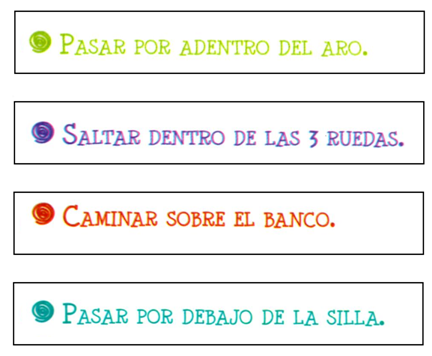 Pasar por adentro del aro.
Saltar dentro de las 3 ruedas.
Caminar sobre el banco.
Pasar por debajo de la silla.